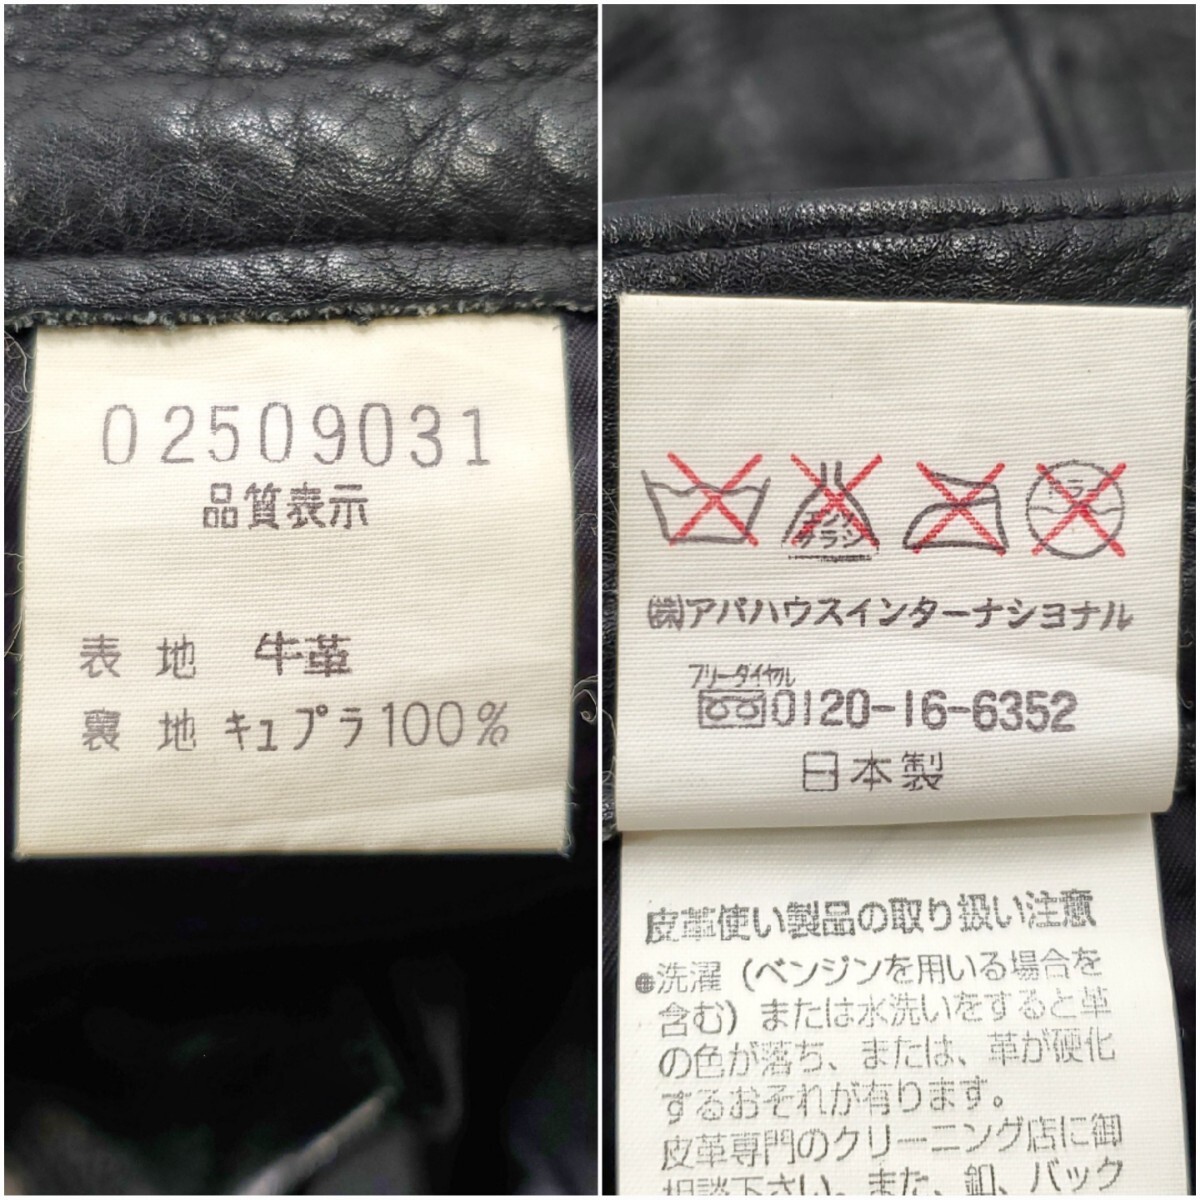 02509031
品質表示
表地 牛革
裏地 キュプラ100%
エンソ
サラシ
ドライ
㈱アバハウスインターナショナル
フリーダイヤル
0120-16-6352
日本製
皮革使い製品の取り扱い注意
●洗濯（ベンジンを用いる場合を
含む）または水洗いをすると革
の色が落ち、または、革が硬化
するおそれが有ります。
皮革専門のクリーニング店に御
相談下さい。また、釦、バック